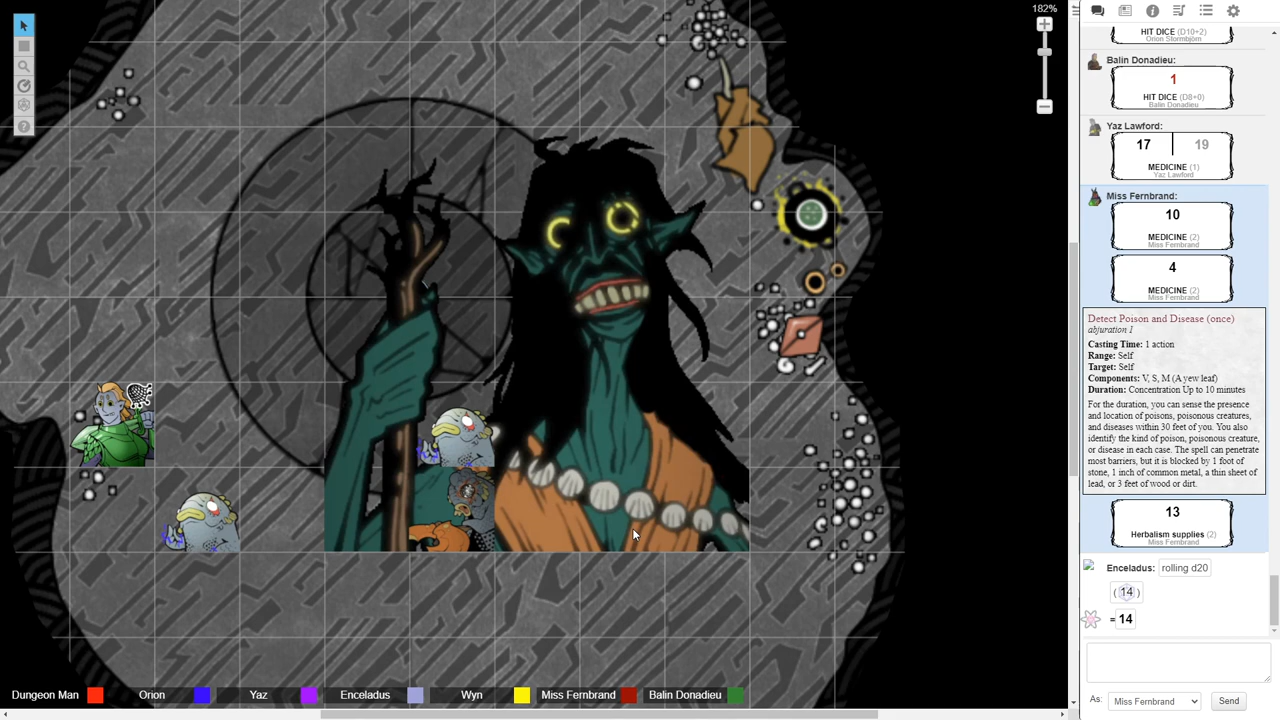 182%
HIT DICE (D10+2)
Orion Stormbjörn
Balin Donadieu:
1
HIT DICE (D8+0)
Balin Donadieu
Yaz Lawford:
17 19
MEDICINE (1)
Yaz Lawford
Miss Fernbrand:
10
MEDICINE (2)
Miss Fernbrand
4
MEDICINE (2)
Miss Fernbrand
Detect Poison and Disease (once)
abjuration 1
Casting Time: 1 action
Range: Self
Target: Self
Components: V, S, M (A yew leaf)
Duration: Concentration Up to 10 minutes
For the duration, you can sense the presence
and location of poisons, poisonous creatures,
and diseases within 30 feet of you. You also
identify the kind of poison, poisonous creature,
or disease in each case. The spell can penetrate
most barriers, but it is blocked by 1 foot of
stone, 1 inch of common metal, a thin sheet of
lead, or 3 feet of wood or dirt.
13
Herbalism supplies (2)
Miss Fernbrand
Enceladus: rolling d20
(14)
=14
As: Miss Fernbrand Send
Dungeon Man Orion Yaz Enceladus Wyn Miss Fernbrand Balin Donadieu